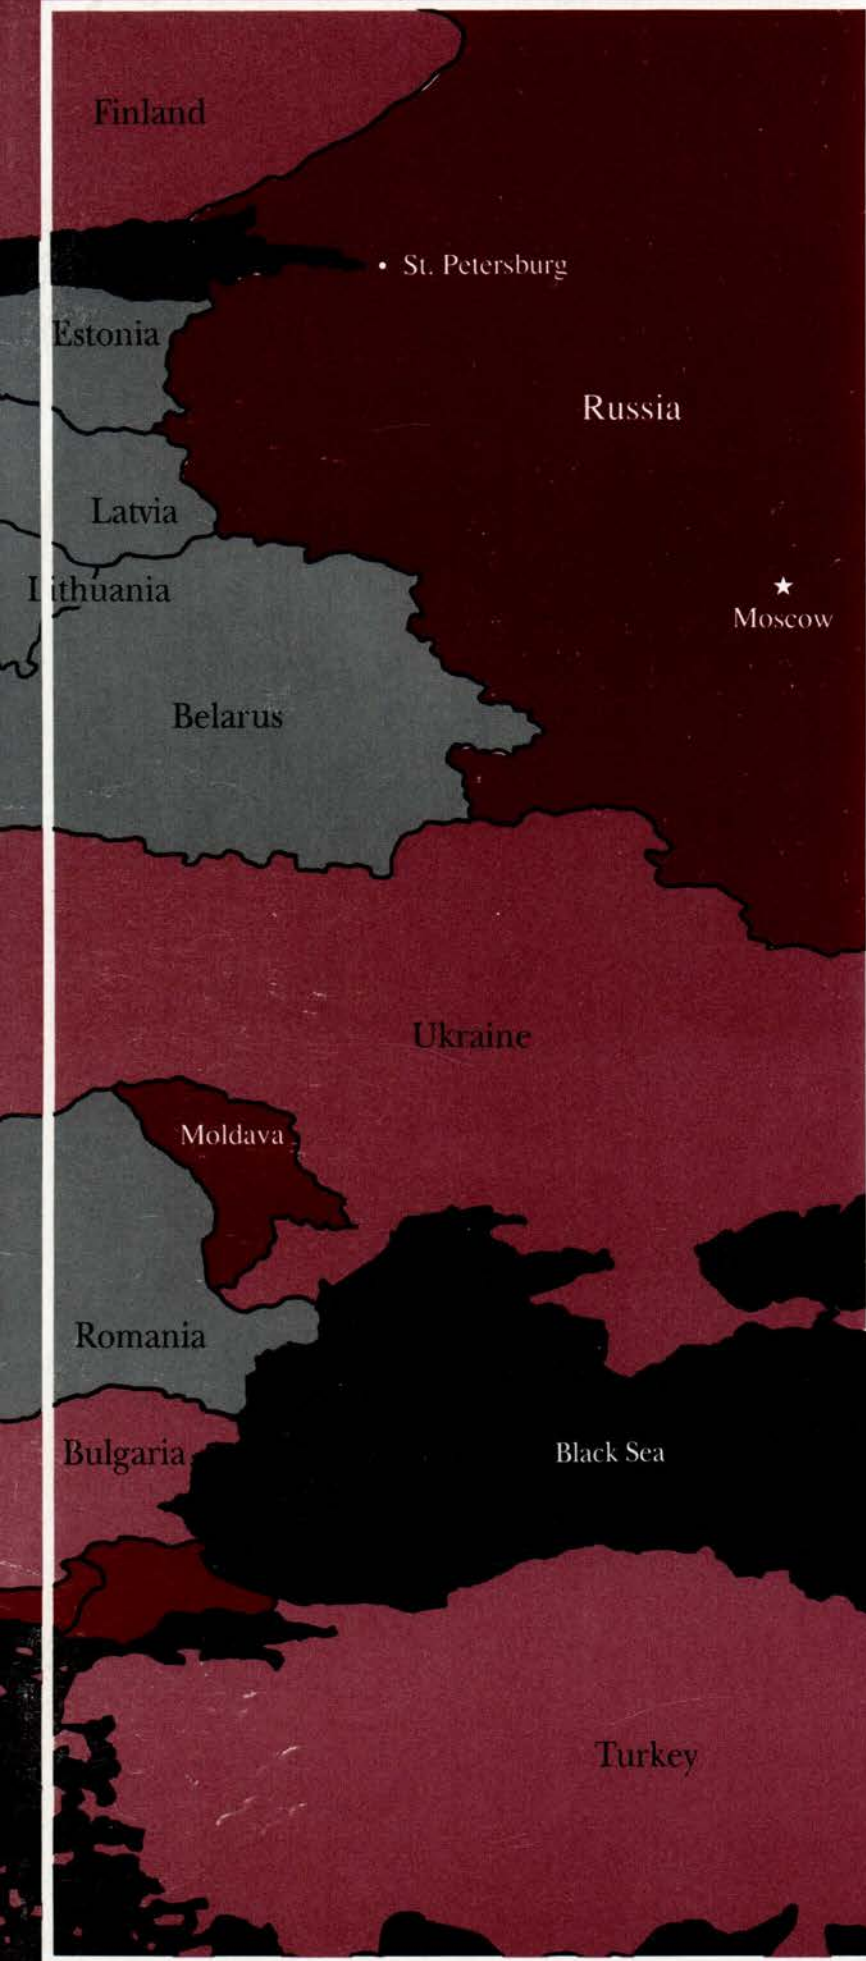 Finland
St. Petersburg
Estonia
Russia
Latvia
Lithuania
Moscow
Belarus
Ukraine
Moldava
Romania
Bulgaria
Black Sea
Turkey